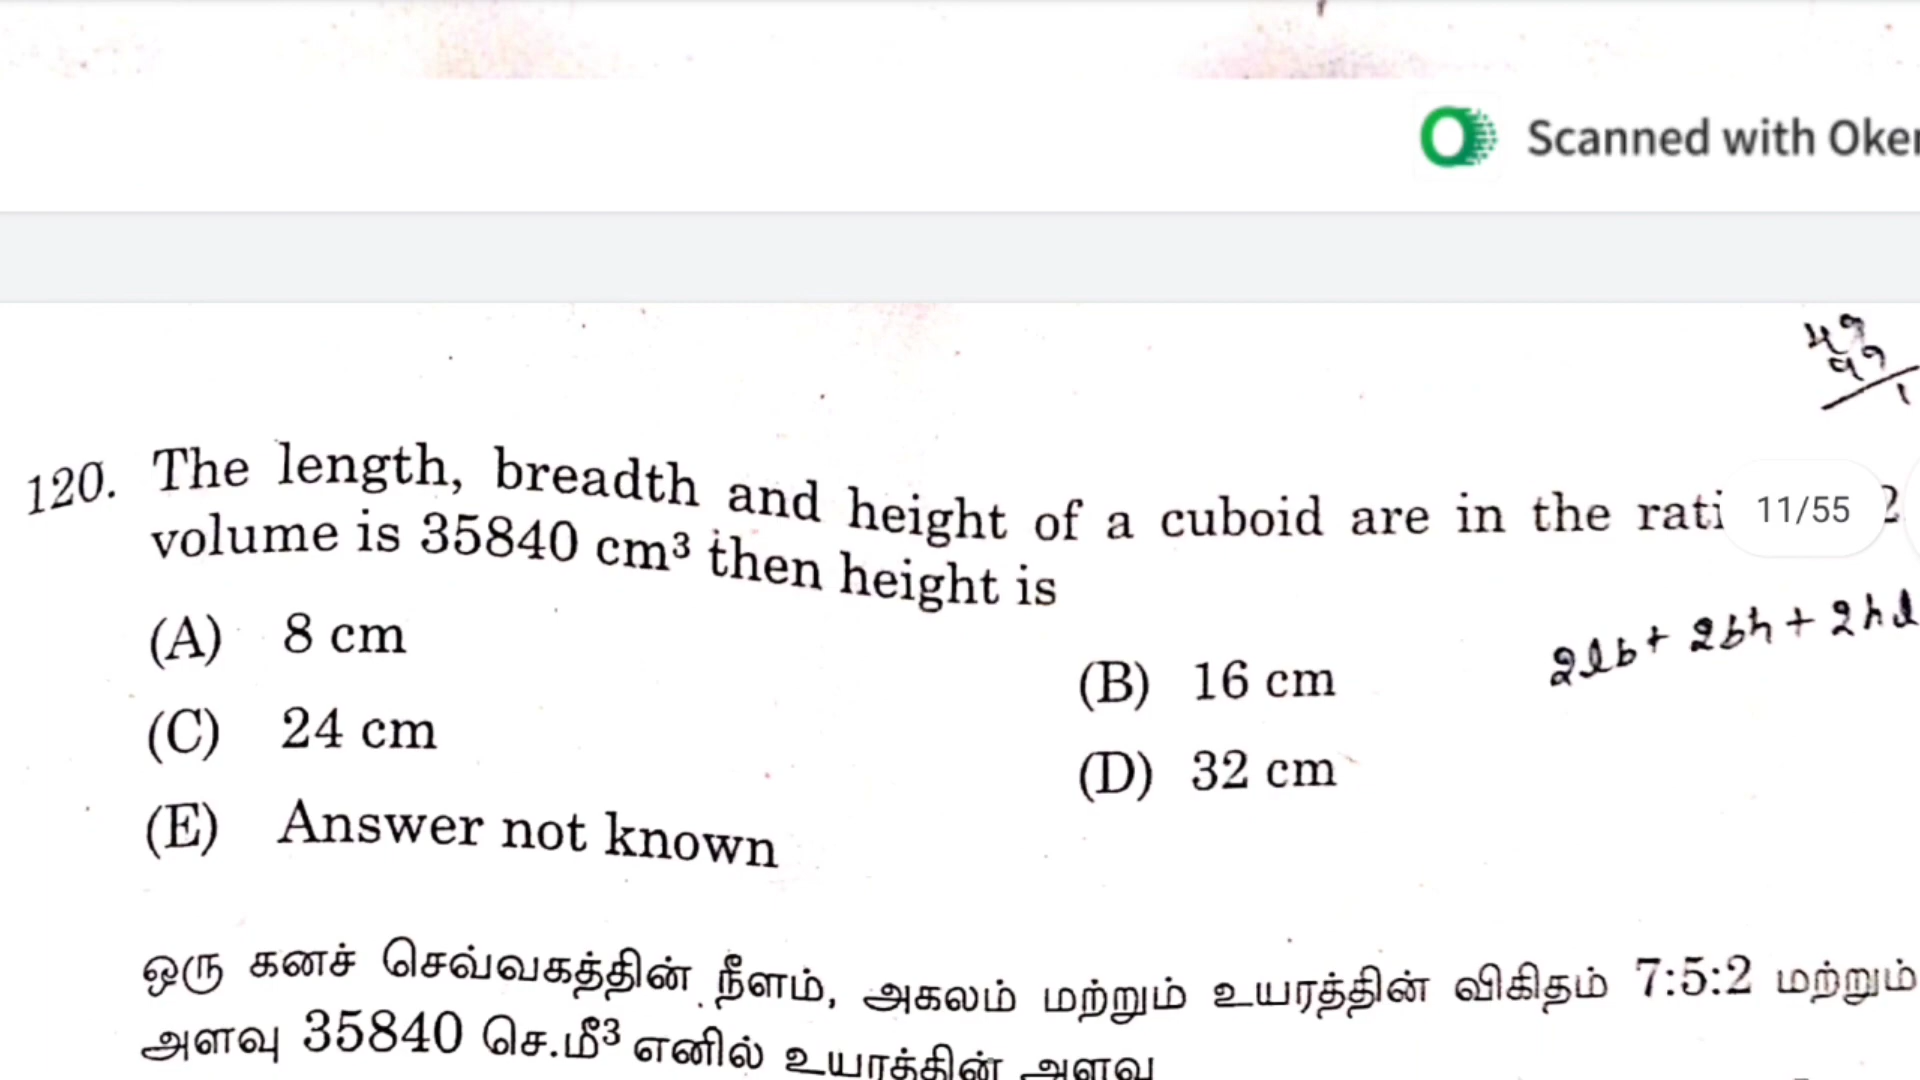 Scanned with Oken
120. The length, breadth and height of a cuboid are in the rati 11/55 2
volume is 35840 cm³ then height is
(A) 8 cm
(B) 16 cm
2lb + 2bh + 2hl
(C) 24 cm
(D) 32 cm
(E) Answer not known
ஒரு கனச் செவ்வகத்தின் நீளம், அகலம் மற்றும் உயரத்தின் விகிதம் 7:5:2 மற்றும்
அளவு 35840 செ.மீ³ எனில் உயரத்தின் அளவு